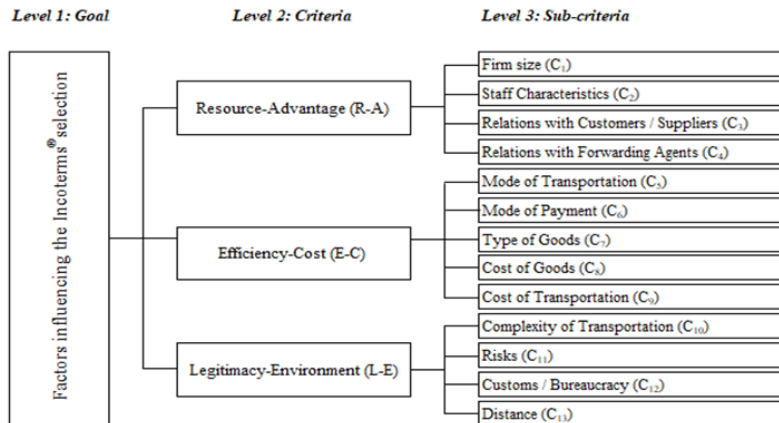 Level 1: Goal
Level 2: Criteria
Level 3: Sub-criteria
Factors influencing the Incoterms® selection
Resource-Advantage (R-A)
Firm size (C₁)
Staff Characteristics (C₂)
Relations with Customers / Suppliers (C₃)
Relations with Forwarding Agents (C₄)
Efficiency-Cost (E-C)
Mode of Transportation (C₅)
Mode of Payment (C₆)
Type of Goods (C₇)
Cost of Goods (C₈)
Cost of Transportation (C₉)
Legitimacy-Environment (L-E)
Complexity of Transportation (C₁₀)
Risks (C₁₁)
Customs / Bureaucracy (C₁₂)
Distance (C₁₃)